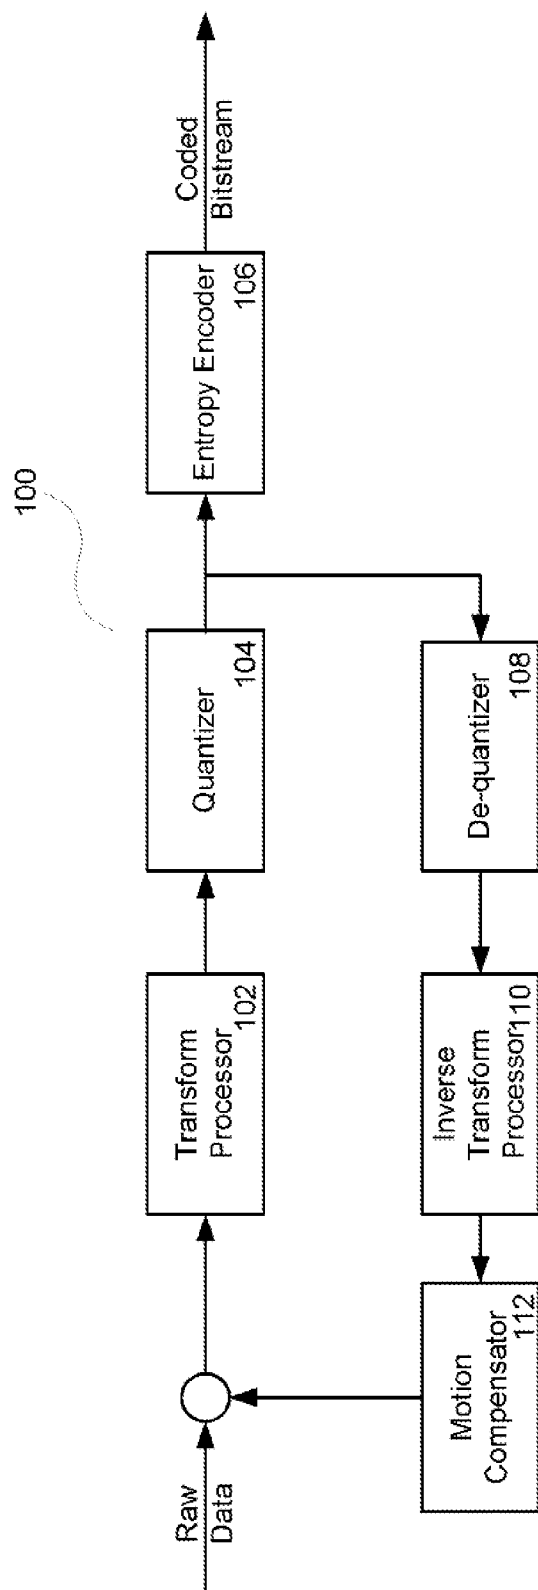 100
Raw
Data
Transform
Processor
102
Quantizer
104
Entropy Encoder
106
Coded
Bitstream
Motion
Compensator
112
Inverse
Transform
Processor
110
De-quantizer
108